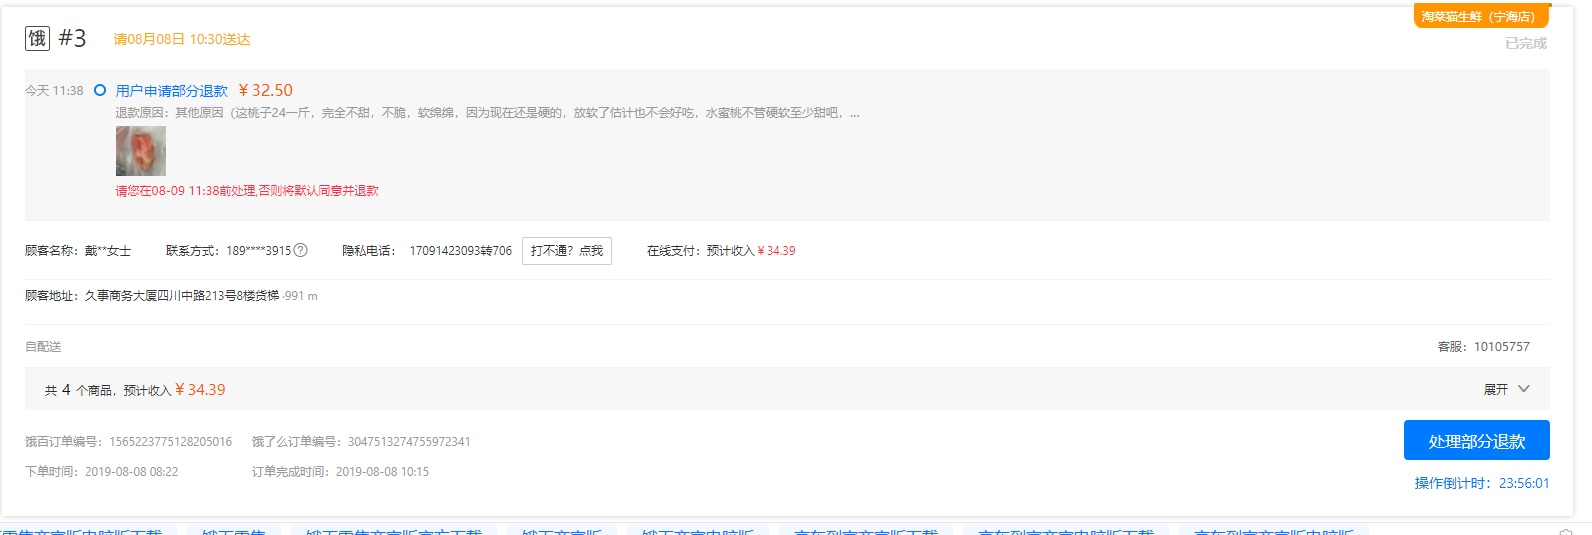 淘菜猫生鲜（宁海店）
饿 #3 请08月08日 10:30送达
已完成
今天 11:38 用户申请部分退款 ￥32.50
退款原因：其他原因（这桃子24一斤，完全不甜，不脆，软绵绵，因为现在还是硬的，放软了估计也不会好吃，水蜜桃不管硬软至少甜吧，...
请您在08-09 11:38前处理,否则将默认同意并退款
顾客名称：戴**女士 联系方式：189****3915 ? 隐私电话： 17091423093转706 打不通？点我 在线支付：预计收入￥34.39
顾客地址：久事商务大厦四川中路213号8楼货梯 ·991 m
自配送 客服：10105757
共 4 个商品，预计收入￥34.39 展开
饿百订单编号：1565223775128205016 饿了么订单编号：3047513274755972341
处理部分退款
下单时间：2019-08-08 08:22 订单完成时间：2019-08-08 10:15
操作倒计时：23:56:01